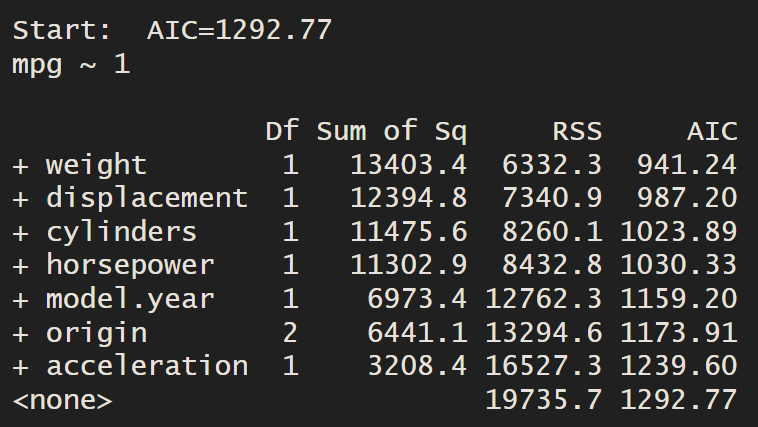 Start:  AIC=1292.77
mpg ~ 1
Df Sum of Sq RSS AIC
+ weight 1 13403.4 6332.3 941.24
+ displacement 1 12394.8 7340.9 987.20
+ cylinders 1 11475.6 8260.1 1023.89
+ horsepower 1 11302.9 8432.8 1030.33
+ model.year 1 6973.4 12762.3 1159.20
+ origin 2 6441.1 13294.6 1173.91
+ acceleration 1 3208.4 16527.3 1239.60
<none> 19735.7 1292.77